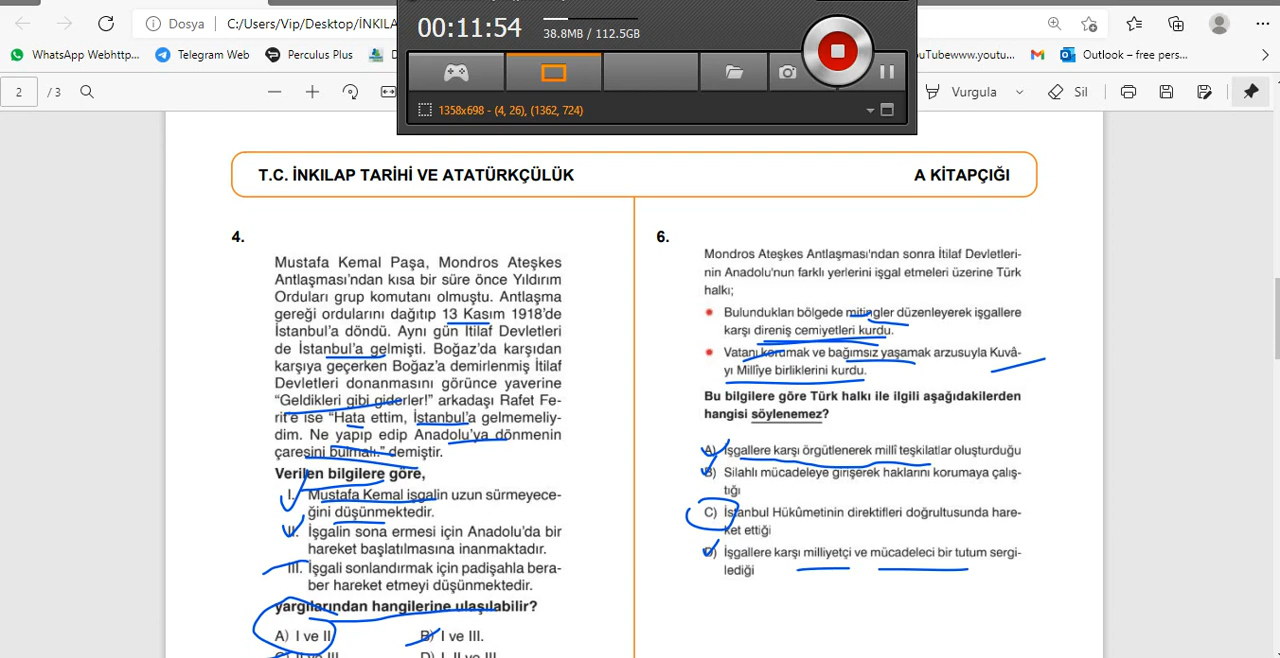 Dosya
C:/Users/Vip/Desktop/İNKILA
00:11:54
38.8MB / 112.5GB
1358x698 - (4, 26), (1362, 724)
WhatsApp Webhttp...
Telegram Web
Perculus Plus
uTubewww.youtu...
Outlook – free pers...
2
/ 3
Vurgula
Sil
T.C. İNKILAP TARİHİ VE ATATÜRKÇÜLÜK
A KİTAPÇIĞI
4.
Mustafa Kemal Paşa, Mondros Ateşkes
Antlaşması'ndan kısa bir süre önce Yıldırım
Orduları grup komutanı olmuştu. Antlaşma
gereği ordularını dağıtıp 13 Kasım 1918'de
İstanbul'a döndü. Aynı gün İtilaf Devletleri
de İstanbul'a gelmişti. Boğaz'da karşıdan
karşıya geçerken Boğaz'a demirlenmiş İtilaf
Devletleri donanmasını görünce yaverine
"Geldikleri gibi giderler!" arkadaşı Rafet Fe-
rit'e ise "Hata ettim, İstanbul'a gelmemeliy-
dim. Ne yapıp edip Anadolu'ya dönmenin
çaresini bulmalı." demiştir.
Verilen bilgilere göre,
I. Mustafa Kemal işgalin uzun sürmeyece-
ğini düşünmektedir.
II. İşgalin sona ermesi için Anadolu'da bir
hareket başlatılmasına inanmaktadır.
III. İşgali sonlandırmak için padişahla bera-
ber hareket etmeyi düşünmektedir.
yargılarından hangilerine ulaşılabilir?
A) I ve II
B) I ve III.
C) II ve III
D) I, II ve III
6.
Mondros Ateşkes Antlaşması'ndan sonra İtilaf Devletleri-
nin Anadolu'nun farklı yerlerini işgal etmeleri üzerine Türk
halkı;
• Bulundukları bölgede mitingler düzenleyerek işgallere
karşı direniş cemiyetleri kurdu.
• Vatanı korumak ve bağımsız yaşamak arzusuyla Kuvâ-
yı Millîye birliklerini kurdu.
Bu bilgilere göre Türk halkı ile ilgili aşağıdakilerden
hangisi söylenemez?
A) İşgallere karşı örgütlenerek millî teşkilatlar oluşturduğu
B) Silahlı mücadeleye girişerek haklarını korumaya çalış-
tığı
C) İstanbul Hükûmetinin direktifleri doğrultusunda hare-
ket ettiği
D) İşgallere karşı milliyetçi ve mücadeleci bir tutum sergi-
lediği